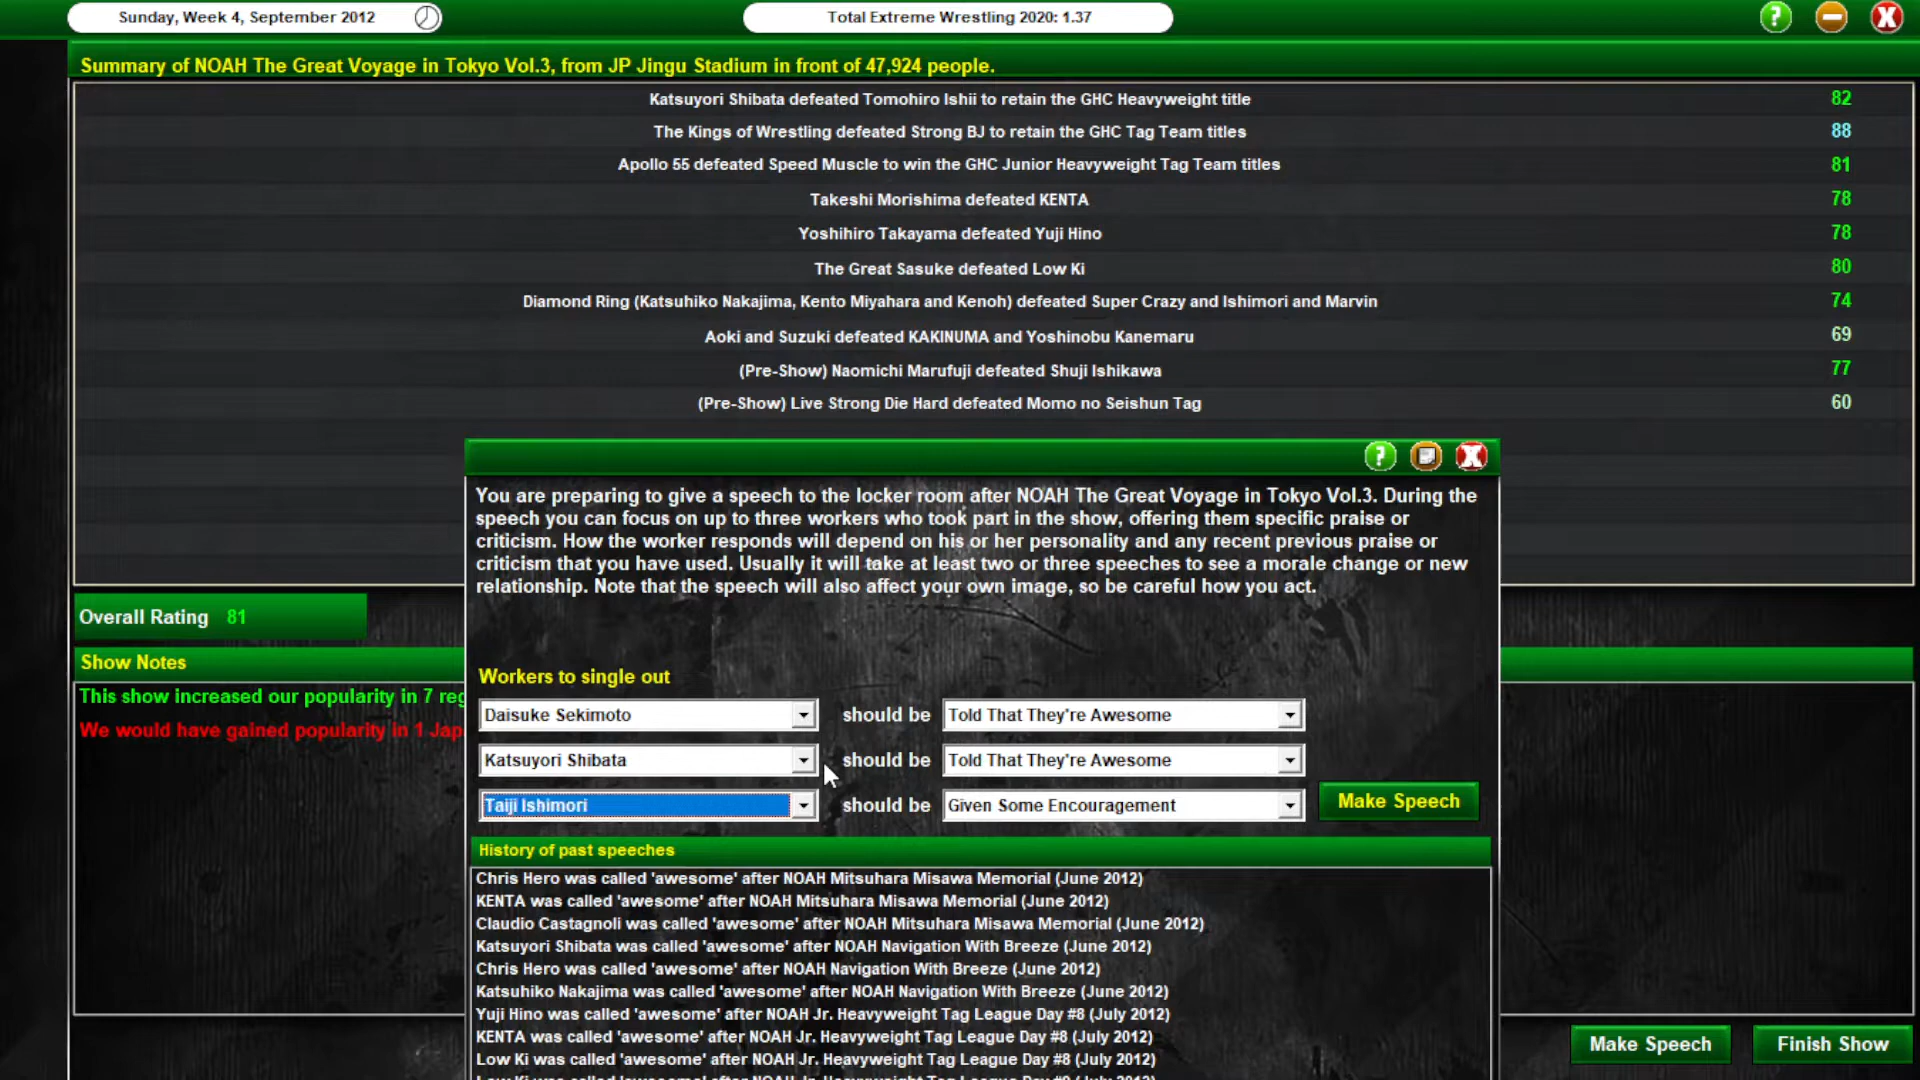 Sunday, Week 4, September 2012
Total Extreme Wrestling 2020: 1.37
Summary of NOAH The Great Voyage in Tokyo Vol.3, from JP Jingu Stadium in front of 47,924 people.
Katsuyori Shibata defeated Tomohiro Ishii to retain the GHC Heavyweight title 82
The Kings of Wrestling defeated Strong BJ to retain the GHC Tag Team titles 88
Apollo 55 defeated Speed Muscle to win the GHC Junior Heavyweight Tag Team titles 81
Takeshi Morishima defeated KENTA 78
Yoshihiro Takayama defeated Yuji Hino 78
The Great Sasuke defeated Low Ki 80
Diamond Ring (Katsuhiko Nakajima, Kento Miyahara and Kenoh) defeated Super Crazy and Ishimori and Marvin 74
Aoki and Suzuki defeated KAKINUMA and Yoshinobu Kanemaru 69
(Pre-Show) Naomichi Marufuji defeated Shuji Ishikawa 77
(Pre-Show) Live Strong Die Hard defeated Momo no Seishun Tag 60
Overall Rating 81
Show Notes
This show increased our popularity in 7 reg
We would have gained popularity in 1 Jap
You are preparing to give a speech to the locker room after NOAH The Great Voyage in Tokyo Vol.3. During the
speech you can focus on up to three workers who took part in the show, offering them specific praise or
criticism. How the worker responds will depend on his or her personality and any recent previous praise or
criticism that you have used. Usually it will take at least two or three speeches to see a morale change or new
relationship. Note that the speech will also affect your own image, so be careful how you act.
Workers to single out
Daisuke Sekimoto should be Told That They're Awesome
Katsuyori Shibata should be Told That They're Awesome
Taiji Ishimori should be Given Some Encouragement
Make Speech
History of past speeches
Chris Hero was called 'awesome' after NOAH Mitsuhara Misawa Memorial (June 2012)
KENTA was called 'awesome' after NOAH Mitsuhara Misawa Memorial (June 2012)
Claudio Castagnoli was called 'awesome' after NOAH Mitsuhara Misawa Memorial (June 2012)
Katsuyori Shibata was called 'awesome' after NOAH Navigation With Breeze (June 2012)
Chris Hero was called 'awesome' after NOAH Navigation With Breeze (June 2012)
Katsuhiko Nakajima was called 'awesome' after NOAH Navigation With Breeze (June 2012)
Yuji Hino was called 'awesome' after NOAH Jr. Heavyweight Tag League Day #8 (July 2012)
KENTA was called 'awesome' after NOAH Jr. Heavyweight Tag League Day #8 (July 2012)
Low Ki was called 'awesome' after NOAH Jr. Heavyweight Tag League Day #8 (July 2012)
Make Speech
Finish Show